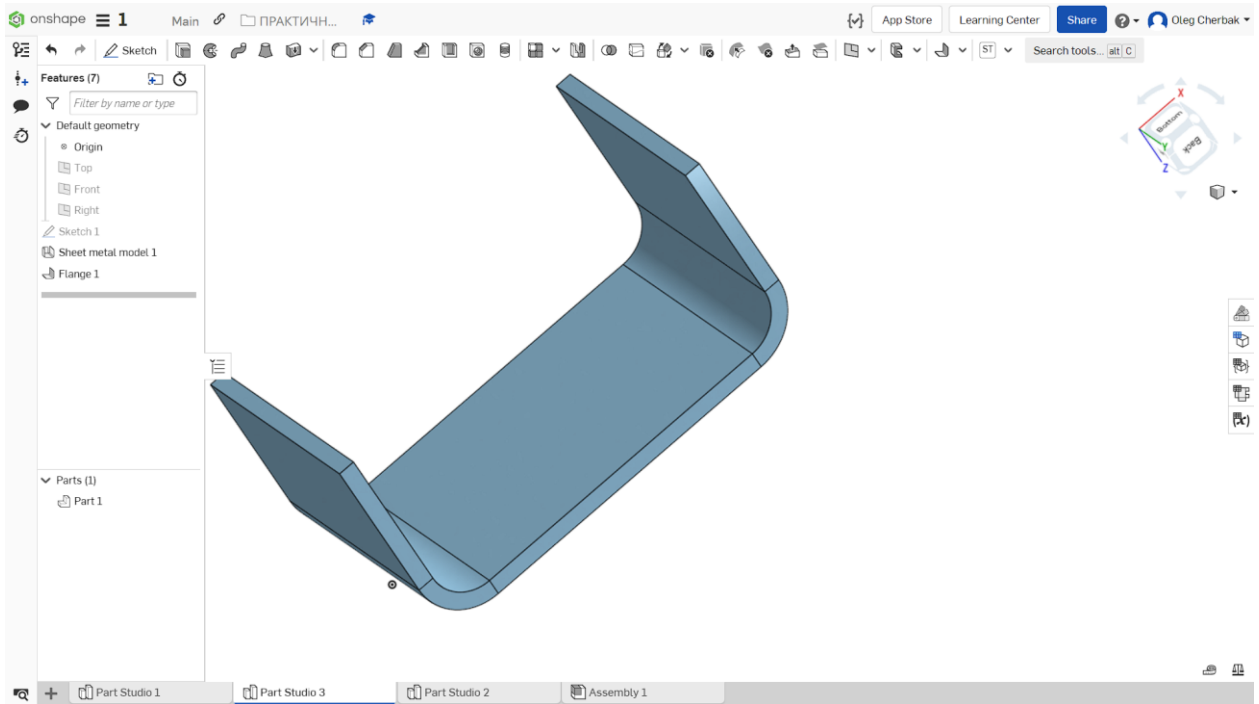 onshape 1 Main ПРАКТИЧН... App Store Learning Center Share Oleg Cherbak
Sketch ST Search tools... alt C
Features (7)
Filter by name or type
Default geometry
Origin
Top
Front
Right
Sketch 1
Sheet metal model 1
Flange 1
X
Bottom
Back
Y
Z
(x)
Parts (1)
Part 1
Part Studio 1 Part Studio 3 Part Studio 2 Assembly 1